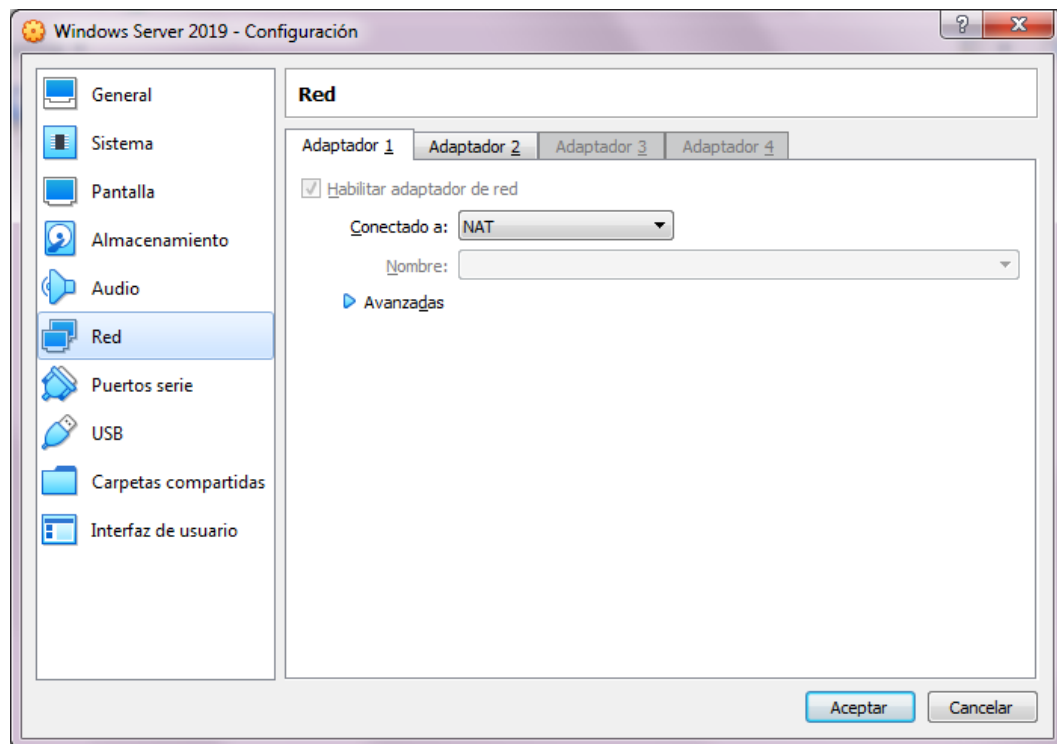 Windows Server 2019 - Configuración
?
General
Sistema
Pantalla
Almacenamiento
Audio
Red
Puertos serie
USB
Carpetas compartidas
Interfaz de usuario
Red
Adaptador 1 Adaptador 2 Adaptador 3 Adaptador 4
Habilitar adaptador de red
Conectado a: NAT
Nombre:
Avanzadas
Aceptar Cancelar